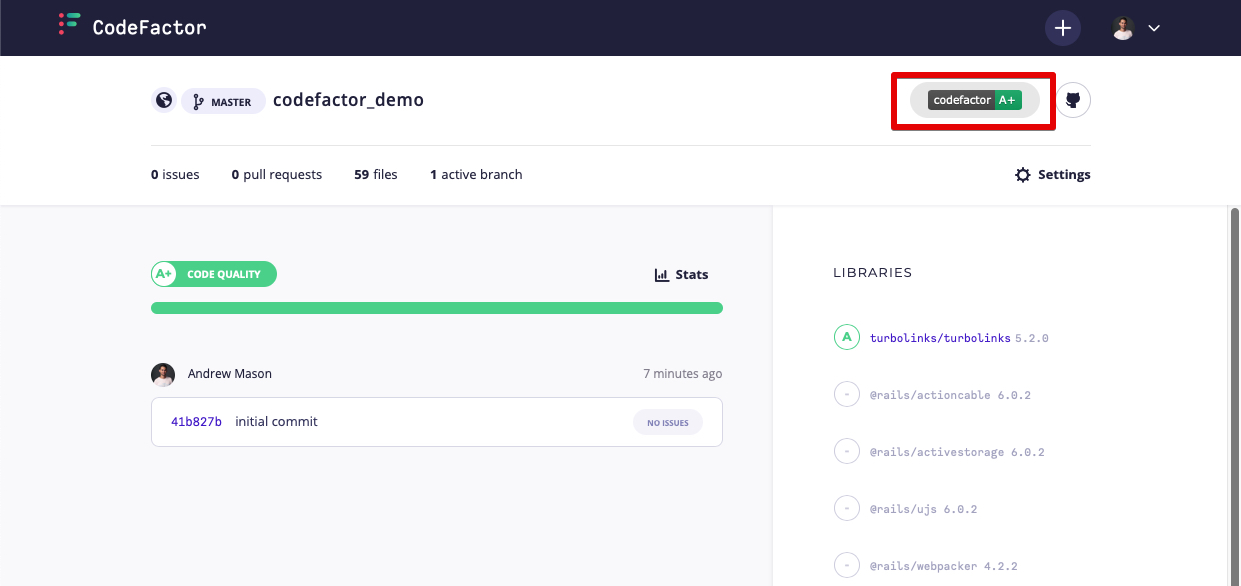 CodeFactor
MASTER codefactor_demo codefactor A+
0 issues 0 pull requests 59 files 1 active branch Settings
A+ CODE QUALITY Stats
Andrew Mason 7 minutes ago
41b827b initial commit NO ISSUES
LIBRARIES
A turbolinks/turbolinks 5.2.0
- @rails/actioncable 6.0.2
- @rails/activestorage 6.0.2
- @rails/ujs 6.0.2
- @rails/webpacker 4.2.2